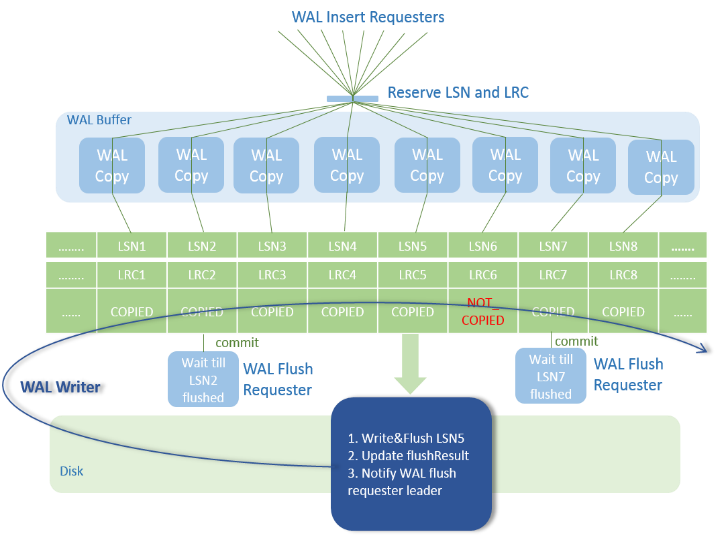 WAL Insert Requesters
Reserve LSN and LRC
WAL Buffer
WAL
Copy
WAL
Copy
WAL
Copy
WAL
Copy
WAL
Copy
WAL
Copy
WAL
Copy
WAL
Copy
........ LSN1 LSN2 LSN3 LSN4 LSN5 LSN6 LSN7 LSN8 .......
........ LRC1 LRC2 LRC3 LRC4 LRC5 LRC6 LRC7 LRC8 ........
...... COPIED COPIED COPIED COPIED COPIED NOT_ COPIED COPIED ......
COPIED
commit
commit
Wait till
LSN2
flushed
WAL Flush
Requester
Wait till
LSN7
flushed
WAL Flush
Requester
WAL Writer
1. Write&Flush LSN5
2. Update flushResult
3. Notify WAL flush
requester leader
Disk